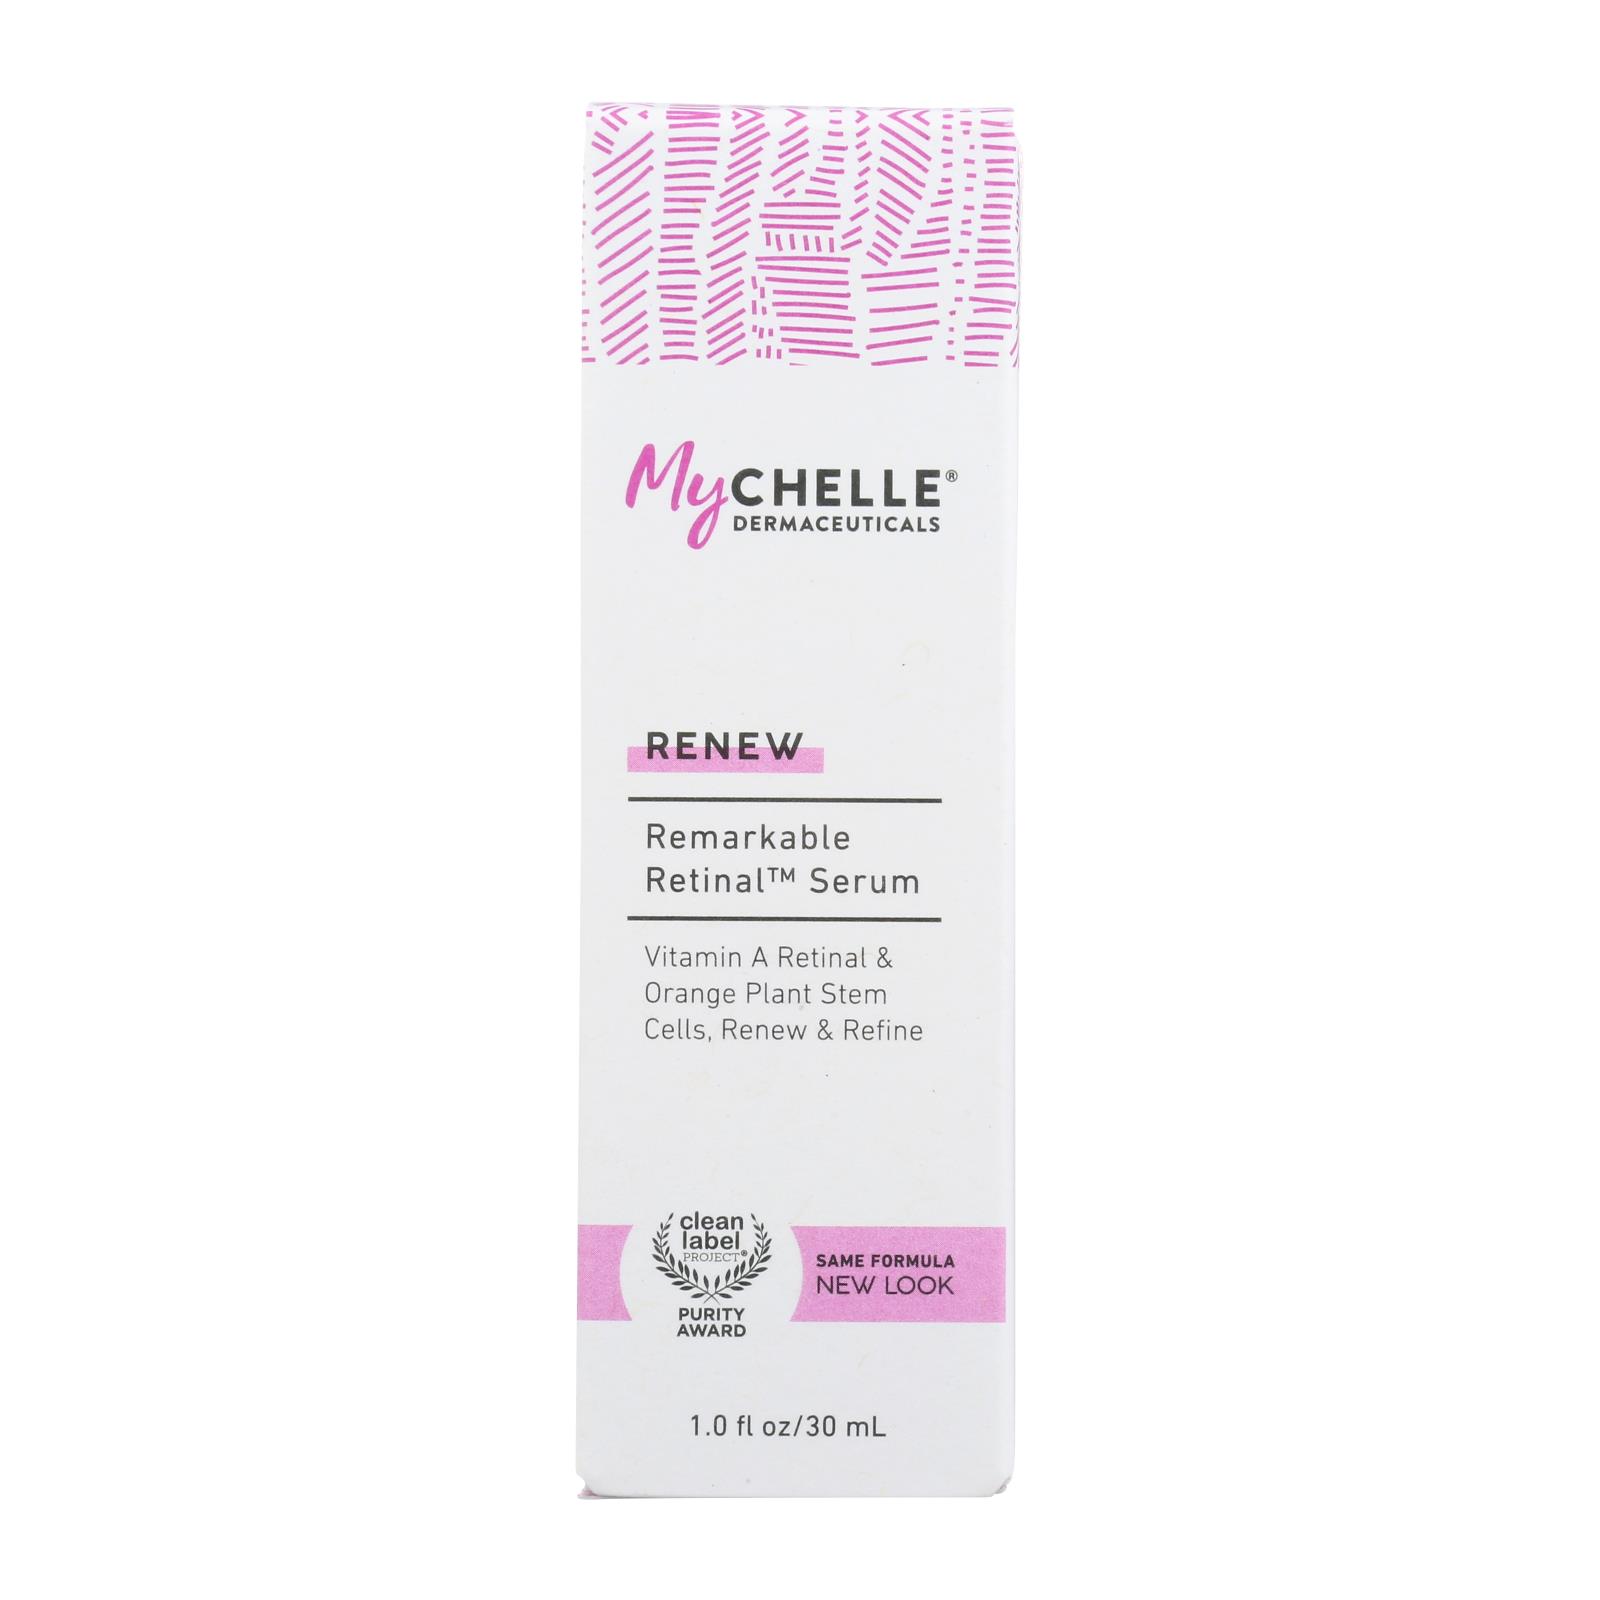 MyCHELLE®
DERMACEUTICALS
RENEW
Remarkable
Retinal™ Serum
Vitamin A Retinal &
Orange Plant Stem
Cells, Renew & Refine
clean
label
PROJECT®
PURITY
AWARD
SAME FORMULA
NEW LOOK
1.0 fl oz/30 mL